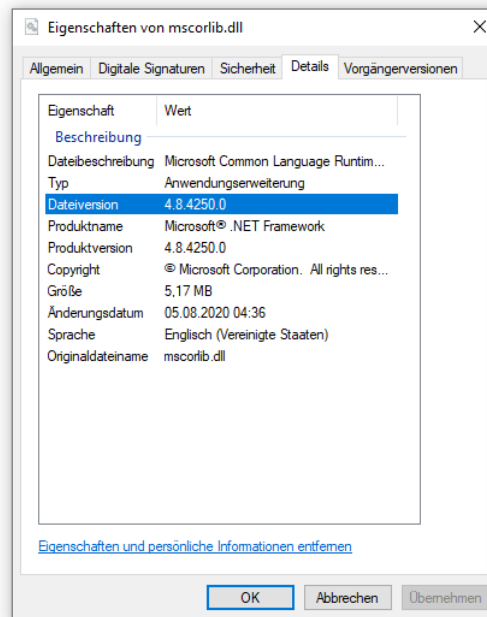 Eigenschaften von mscorlib.dll
Allgemein Digitale Signaturen Sicherheit Details Vorgängerversionen
Eigenschaft Wert
Beschreibung
Dateibeschreibung Microsoft Common Language Runtim...
Typ Anwendungserweiterung
Dateiversion 4.8.4250.0
Produktname Microsoft® .NET Framework
Produktversion 4.8.4250.0
Copyright © Microsoft Corporation. All rights res...
Größe 5,17 MB
Änderungsdatum 05.08.2020 04:36
Sprache Englisch (Vereinigte Staaten)
Originaldateiname mscorlib.dll
Eigenschaften und persönliche Informationen entfernen
OK Abbrechen Übernehmen